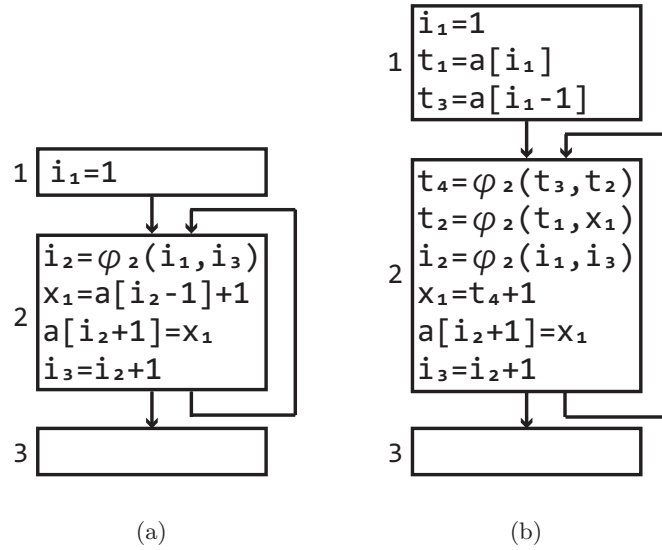 1
i₁=1
2
i₂=φ₂(i₁,i₃)
x₁=a[i₂-1]+1
a[i₂+1]=x₁
i₃=i₂+1
3
(a)
1
i₁=1
t₁=a[i₁]
t₃=a[i₁-1]
2
t₄=φ₂(t₃,t₂)
t₂=φ₂(t₁,x₁)
i₂=φ₂(i₁,i₃)
x₁=t₄+1
a[i₂+1]=x₁
i₃=i₂+1
3
(b)